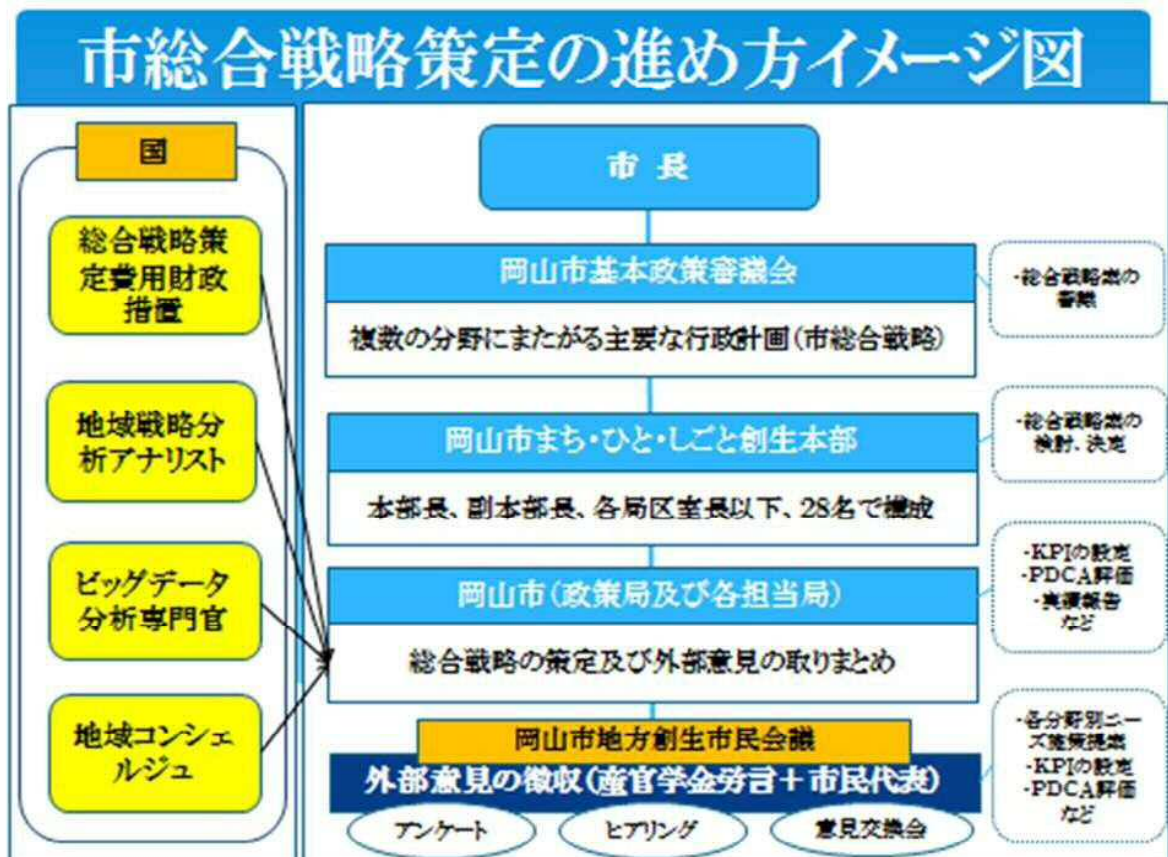 市総合戦略策定の進め方イメージ図
国
総合戦略策
定費用財政
措置
地域戦略分
析アナリスト
ビッグデータ
分析専門官
地域コンシェ
ルジュ
市 長
岡山市基本政策審議会
複数の分野にまたがる主要な行政計画(市総合戦略)
・総合戦略案の
審議
岡山市まち・ひと・しごと創生本部
本部長、副本部長、各局区室長以下、28名で構成
・総合戦略案の
検討、決定
岡山市(政策局及び各担当局)
総合戦略の策定及び外部意見の取りまとめ
・KPIの設定
・PDCA評価
・実績報告
など
岡山市地方創生市民会議
外部意見の徴収(産官学金労言+市民代表)
アンケート
ヒアリング
意見交換会
・各分野別ニー
ズ施策提案
・KPIの設定
・PDCA評価
など